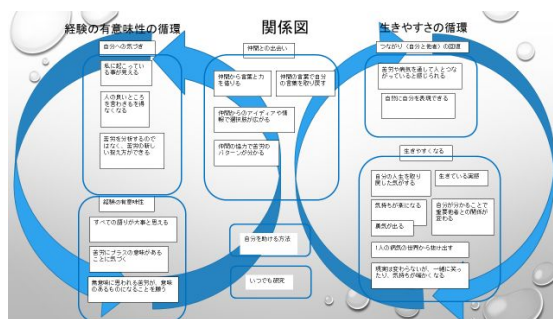 経験の有意味性の循環
関係図
生きやすさの循環
自分への気づき
私に起こってい
る事が見える
人の良いところ
を言わざるを得
なくなる
苦労を分析するので
はなく、苦労の新し
い捉え方ができる
経験の有意味性
すべての語りが大事と思える
苦労にプラスの意味がある
ことに気づく
無意味に思われる苦労が、意味
のあるものになることを願う
仲間との出会い
仲間から言葉と力
を借りる
仲間の言葉で自分
の言葉を取り戻す
仲間からのアイディアや情
報で選択肢が広がる
仲間の協力で苦労の
パターンが分かる
自分を助ける方法
いつでも研究
つながり(自分と他者)の回復
苦労や病気を通して人とつな
がっていると感じられる
自然に自分を表現できる
生きやすくなる
自分の人生を取り
戻した気がする
生きている実感
気持ちが楽になる
自分が分かることで
重要他者との関係が
変わる
勇気が出る
1人の病気の世界から抜け出す
現実は変わらないが、一緒に笑っ
たり、気持ちが暖かくなる